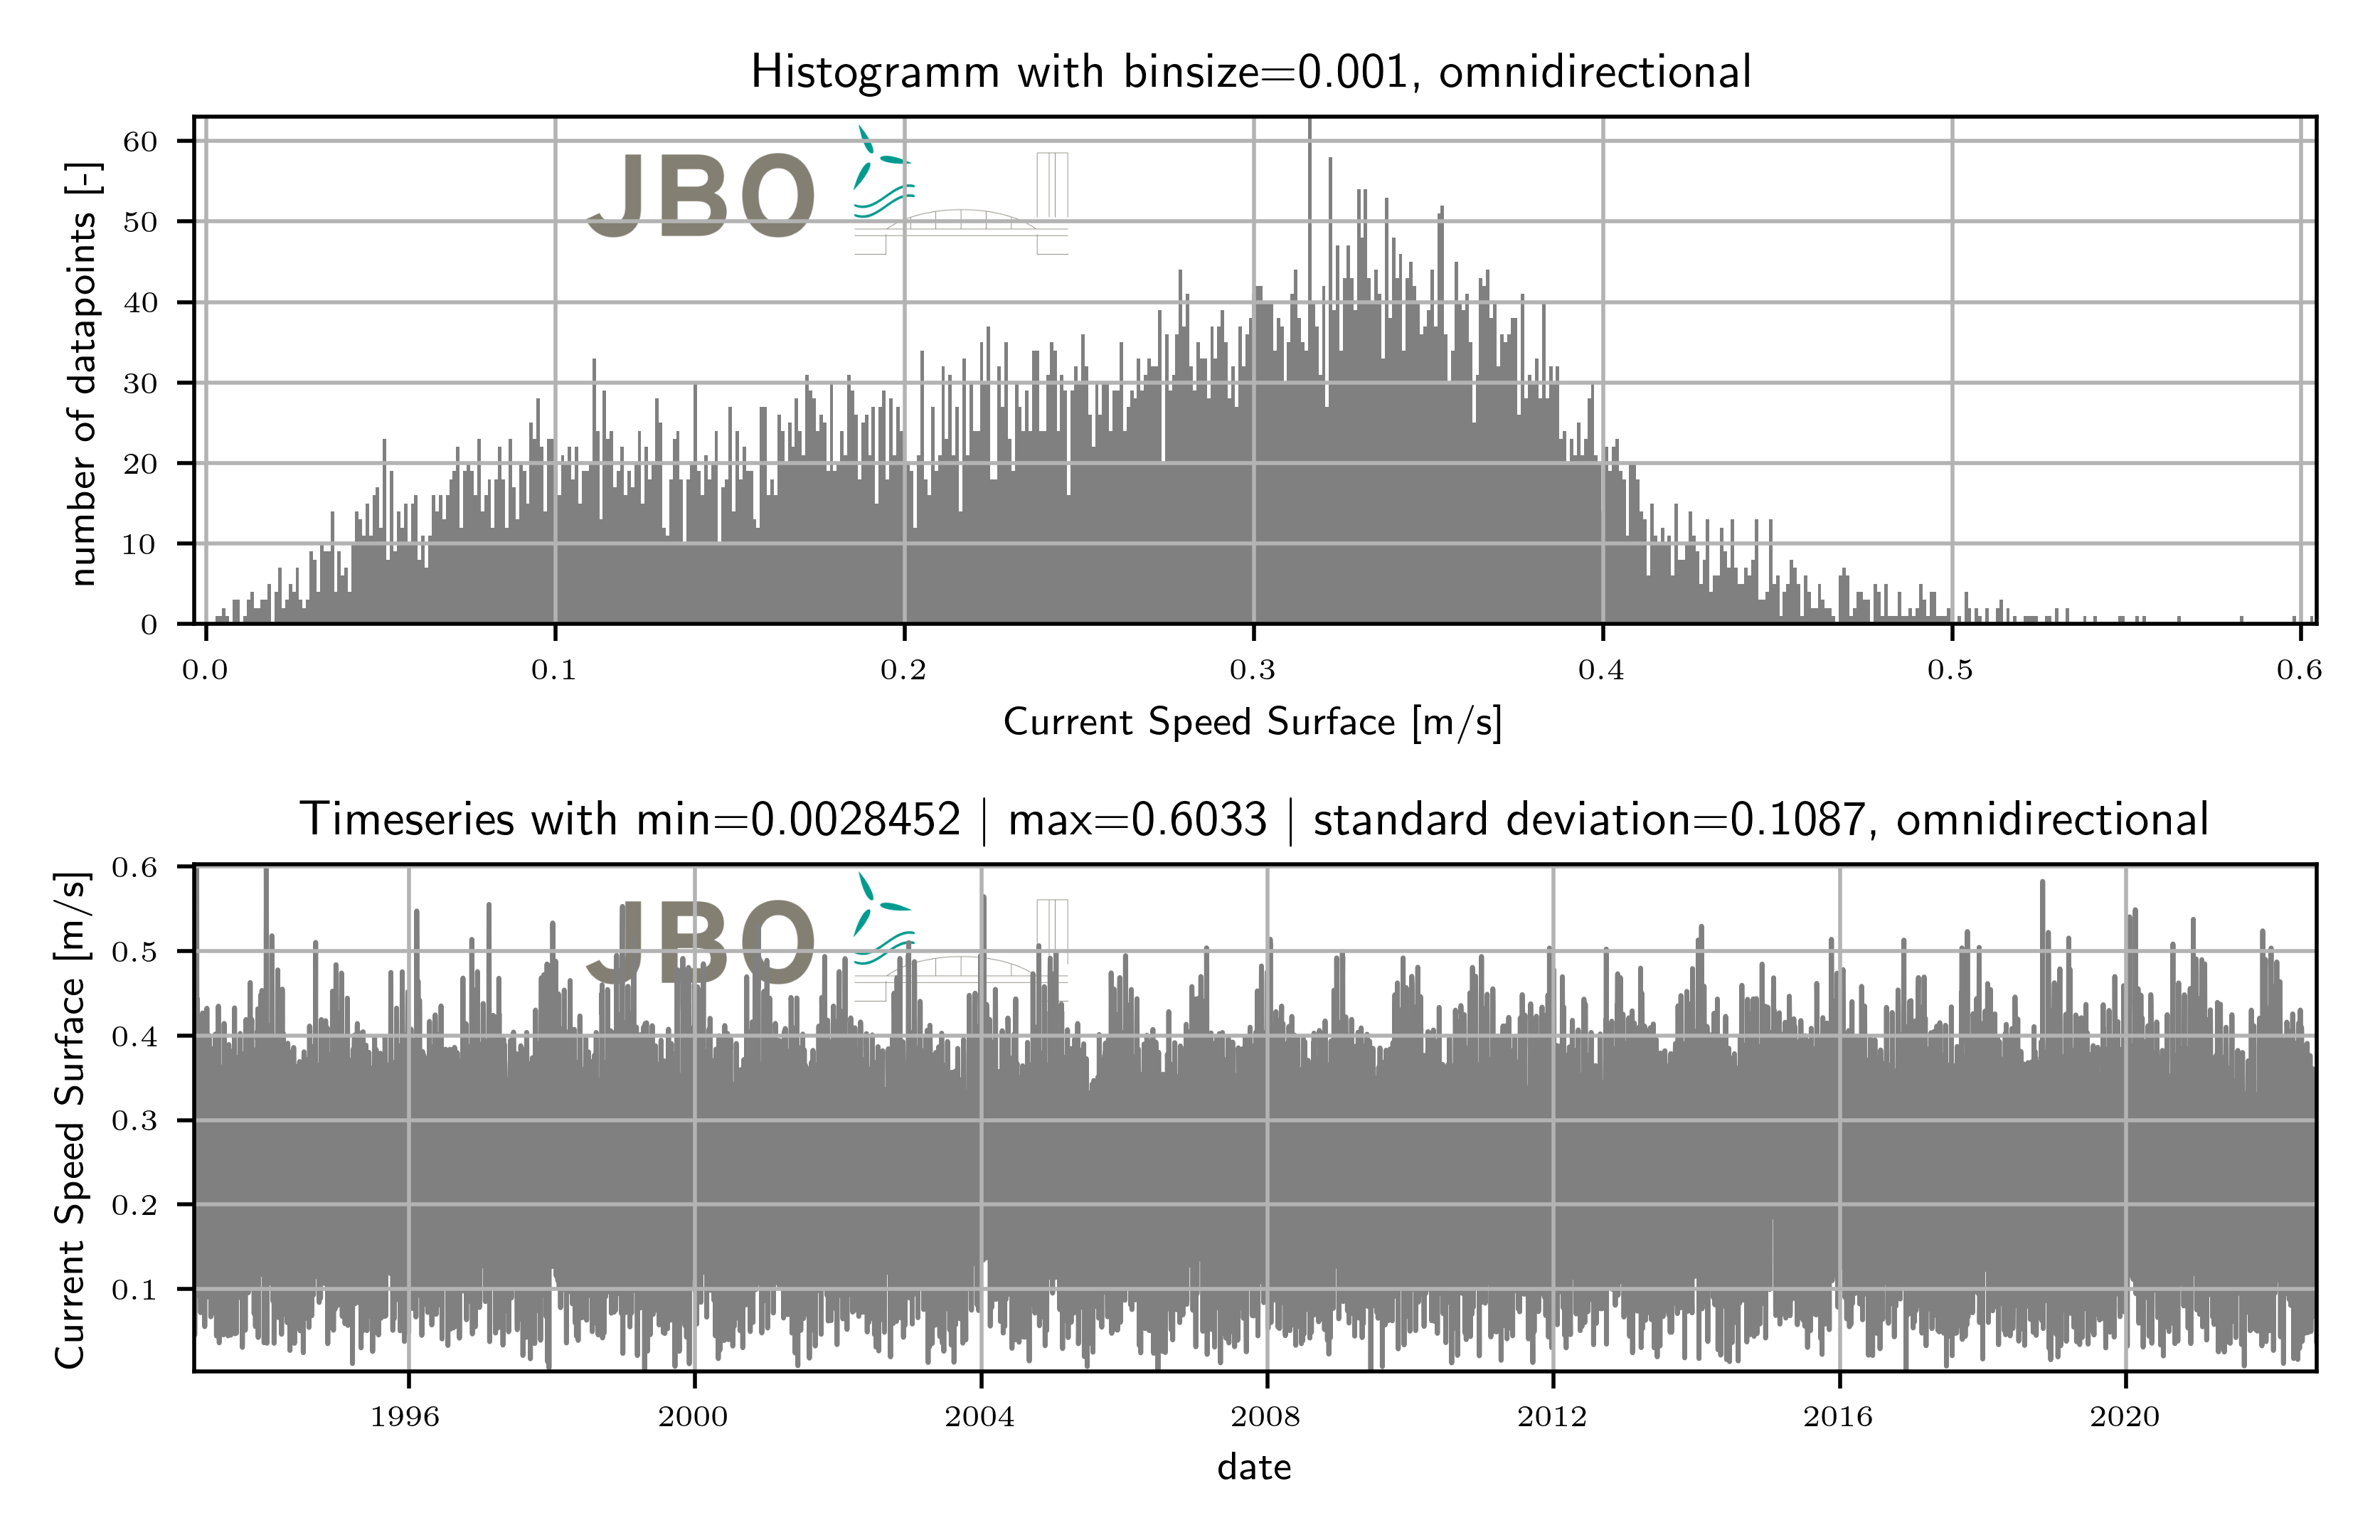 Histogramm with binsize=0.001, omnidirectional
JBO
number of datapoints [-]
60
50
40
30
20
10
0
0.0 0.1 0.2 0.3 0.4 0.5 0.6
Current Speed Surface [m/s]
Timeseries with min=0.0028452 | max=0.6033 | standard deviation=0.1087, omnidirectional
JBO
Current Speed Surface [m/s]
0.6
0.5
0.4
0.3
0.2
0.1
1996 2000 2004 2008 2012 2016 2020
date